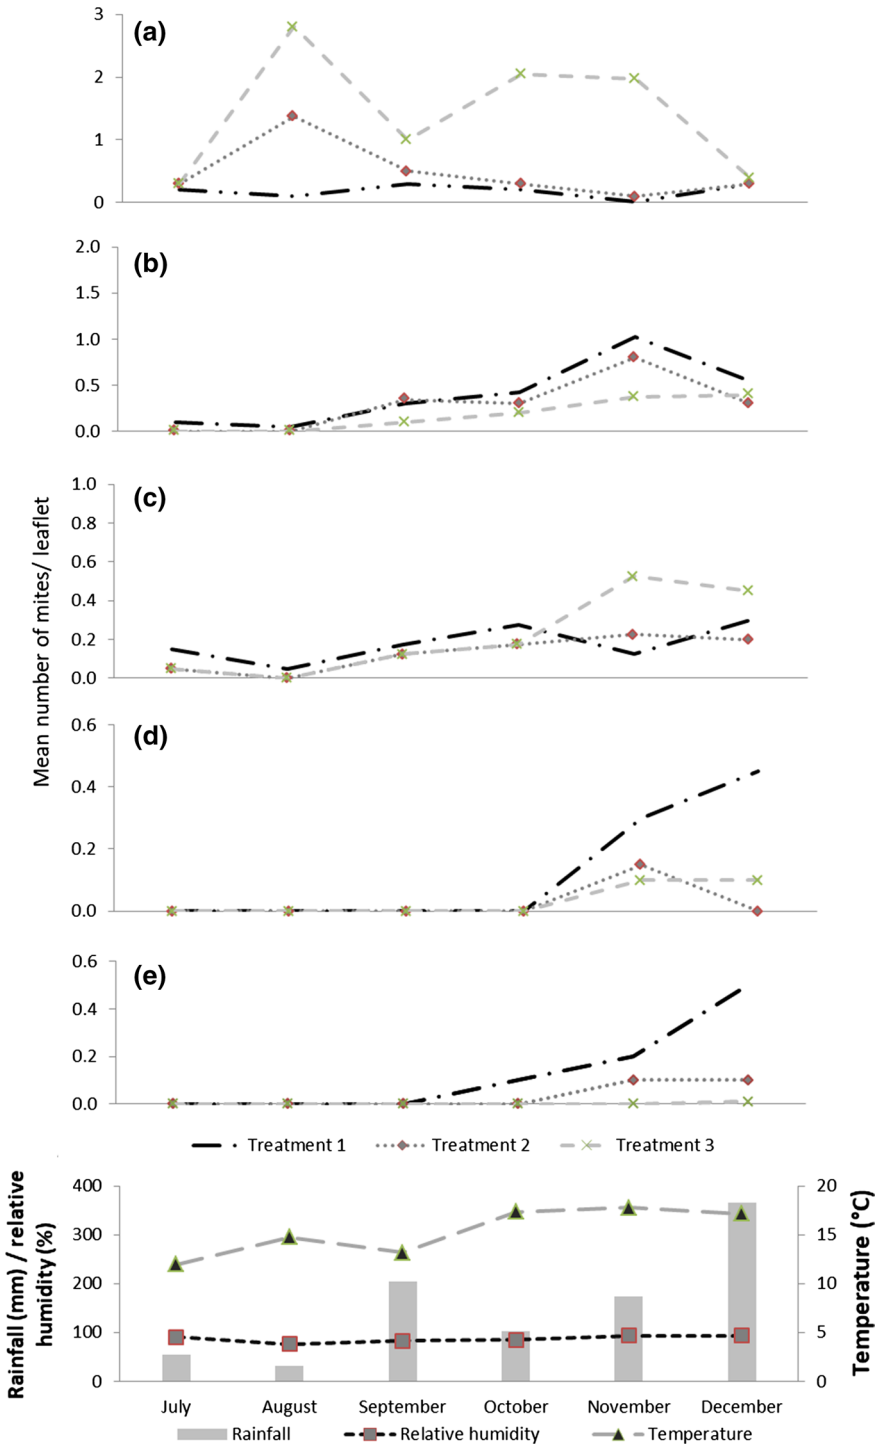 (a)
3
2
1
0
(b)
2.0
1.5
1.0
0.5
0.0
Mean number of mites/ leaflet
(c)
1.0
0.8
0.6
0.4
0.2
0.0
(d)
0.6
0.4
0.2
0.0
(e)
0.6
0.4
0.2
0.0
Treatment 1 Treatment 2 Treatment 3
Rainfall (mm) / relative
humidity (%)
400
300
200
100
0
20
15
10
5
0
Temperature (°C)
July August September October November December
Rainfall Relative humidity Temperature